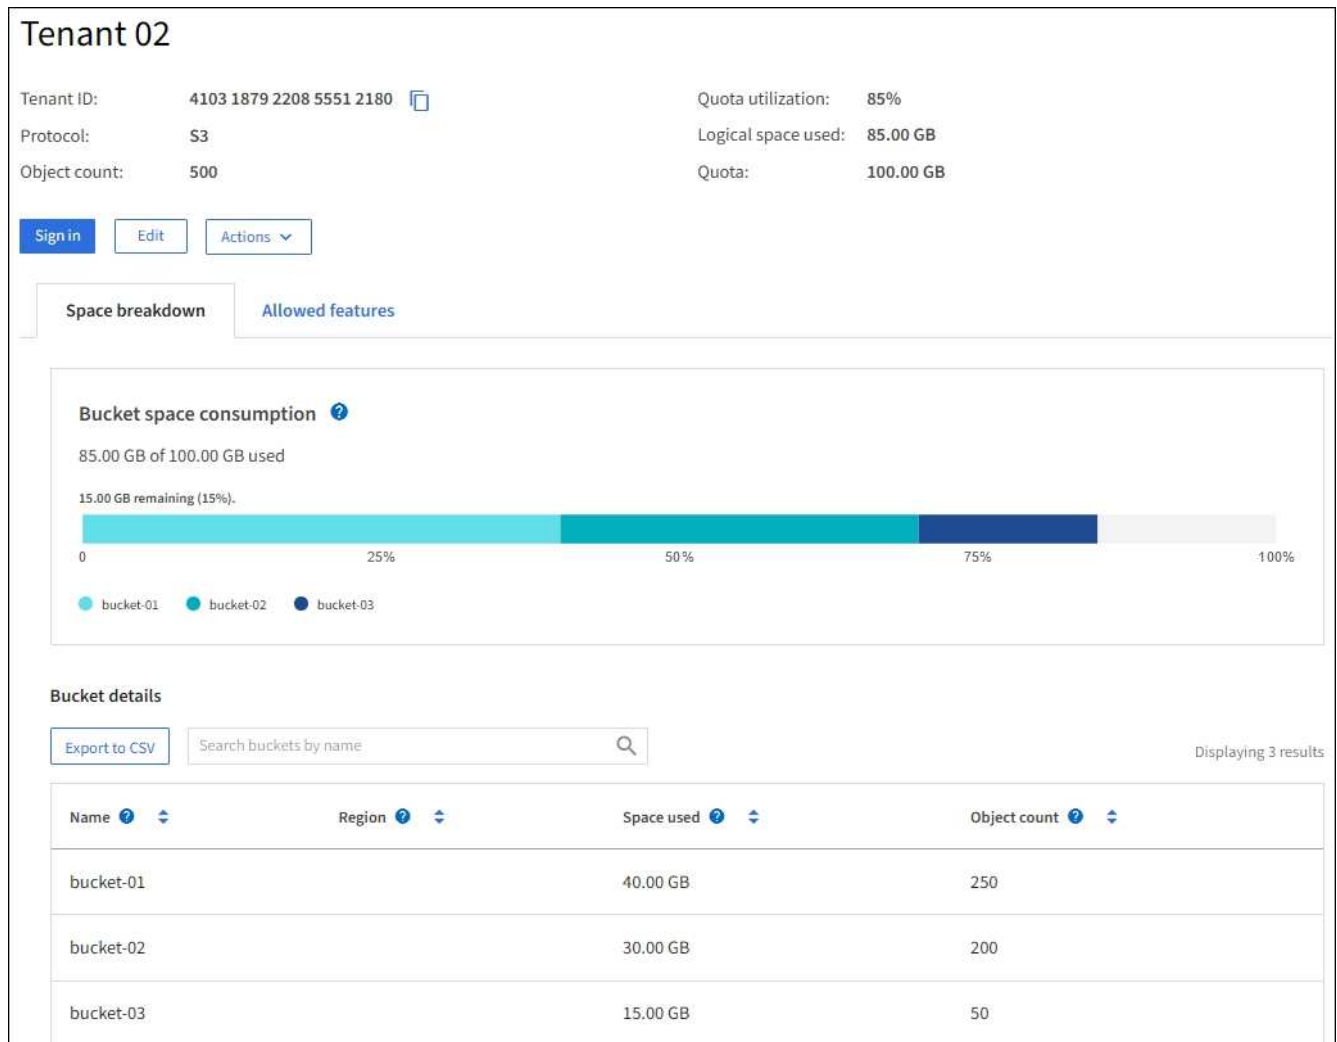 Tenant 02
Tenant ID: 4103 1879 2208 5551 2180 Quota utilization: 85%
Protocol: S3 Logical space used: 85.00 GB
Object count: 500 Quota: 100.00 GB
Sign in Edit Actions
Space breakdown Allowed features
Bucket space consumption ?
85.00 GB of 100.00 GB used
15.00 GB remaining (15%).
0 25% 50% 75% 100%
bucket-01 bucket-02 bucket-03
Bucket details
Export to CSV Search buckets by name Displaying 3 results
Name ? Region ? Space used ? Object count ?
bucket-01 40.00 GB 250
bucket-02 30.00 GB 200
bucket-03 15.00 GB 50